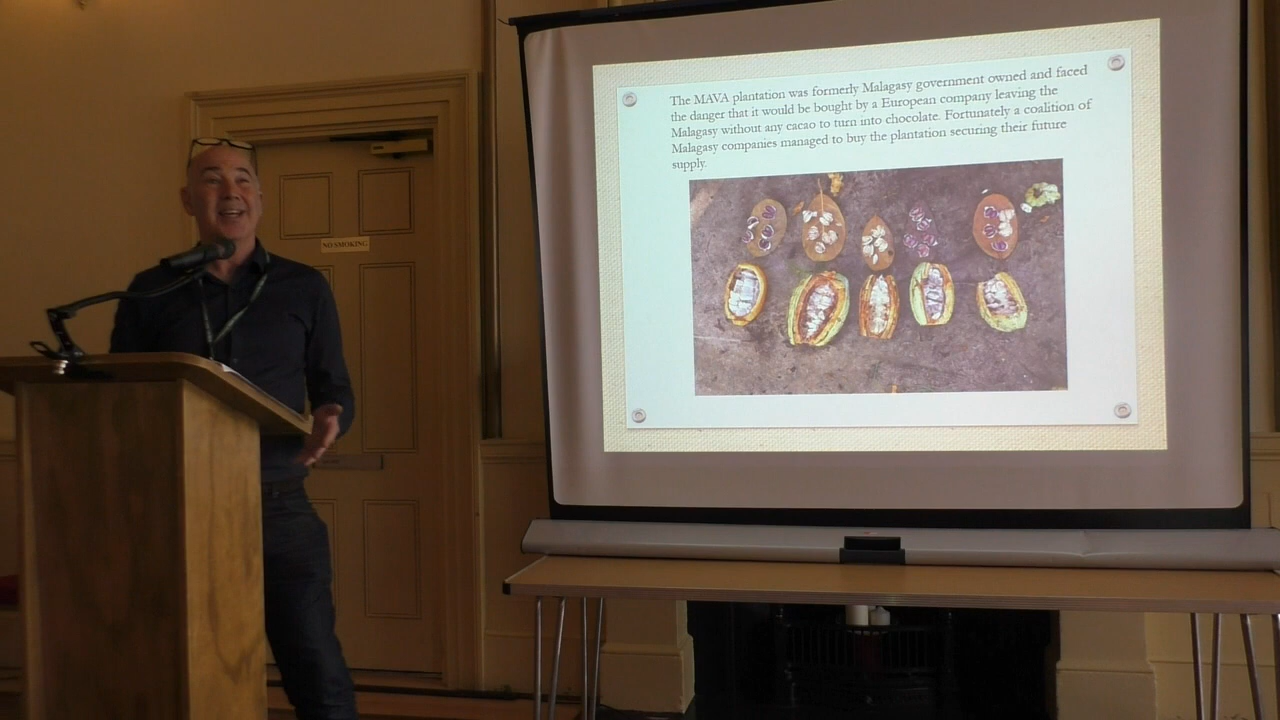 The MAVA plantation was formerly Malagasy government owned and faced
the danger that it would be bought by a European company leaving the
Malagasy without any cacao to turn into chocolate. Fortunately a coalition of
Malagasy companies managed to buy the plantation securing their future
supply.
NO SMOKING